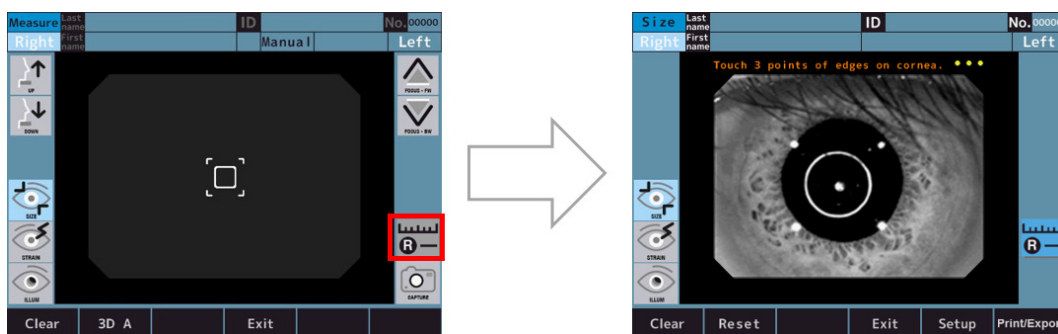 Measure Last name ID No. 00000
Right First name Manual Left
UP
FOCUS・FW
DOWN
FOCUS・BW
SIZE
R
STRAIN
ILLUM
CAPTURE
Clear 3D A Exit
Size Last name ID No. 0000
Right First name Left
Touch 3 points of edges on cornea.
SIZE
R
STRAIN
ILLUM
Clear Reset Exit Setup Print/Expo